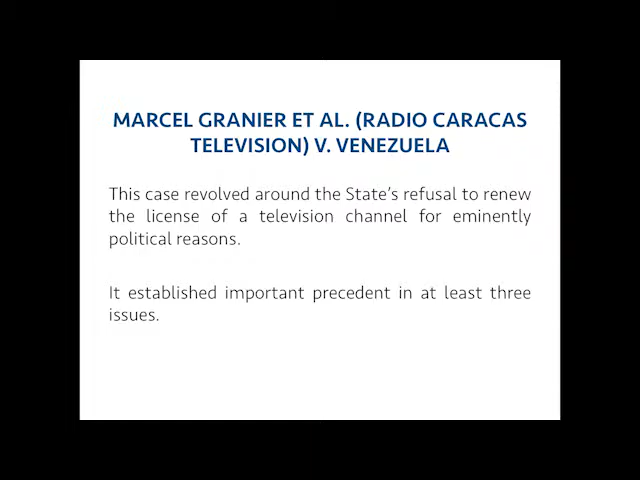 MARCEL GRANIER ET AL. (RADIO CARACAS
TELEVISION) V. VENEZUELA
This case revolved around the State’s refusal to renew
the license of a television channel for eminently
political reasons.
It established important precedent in at least three
issues.